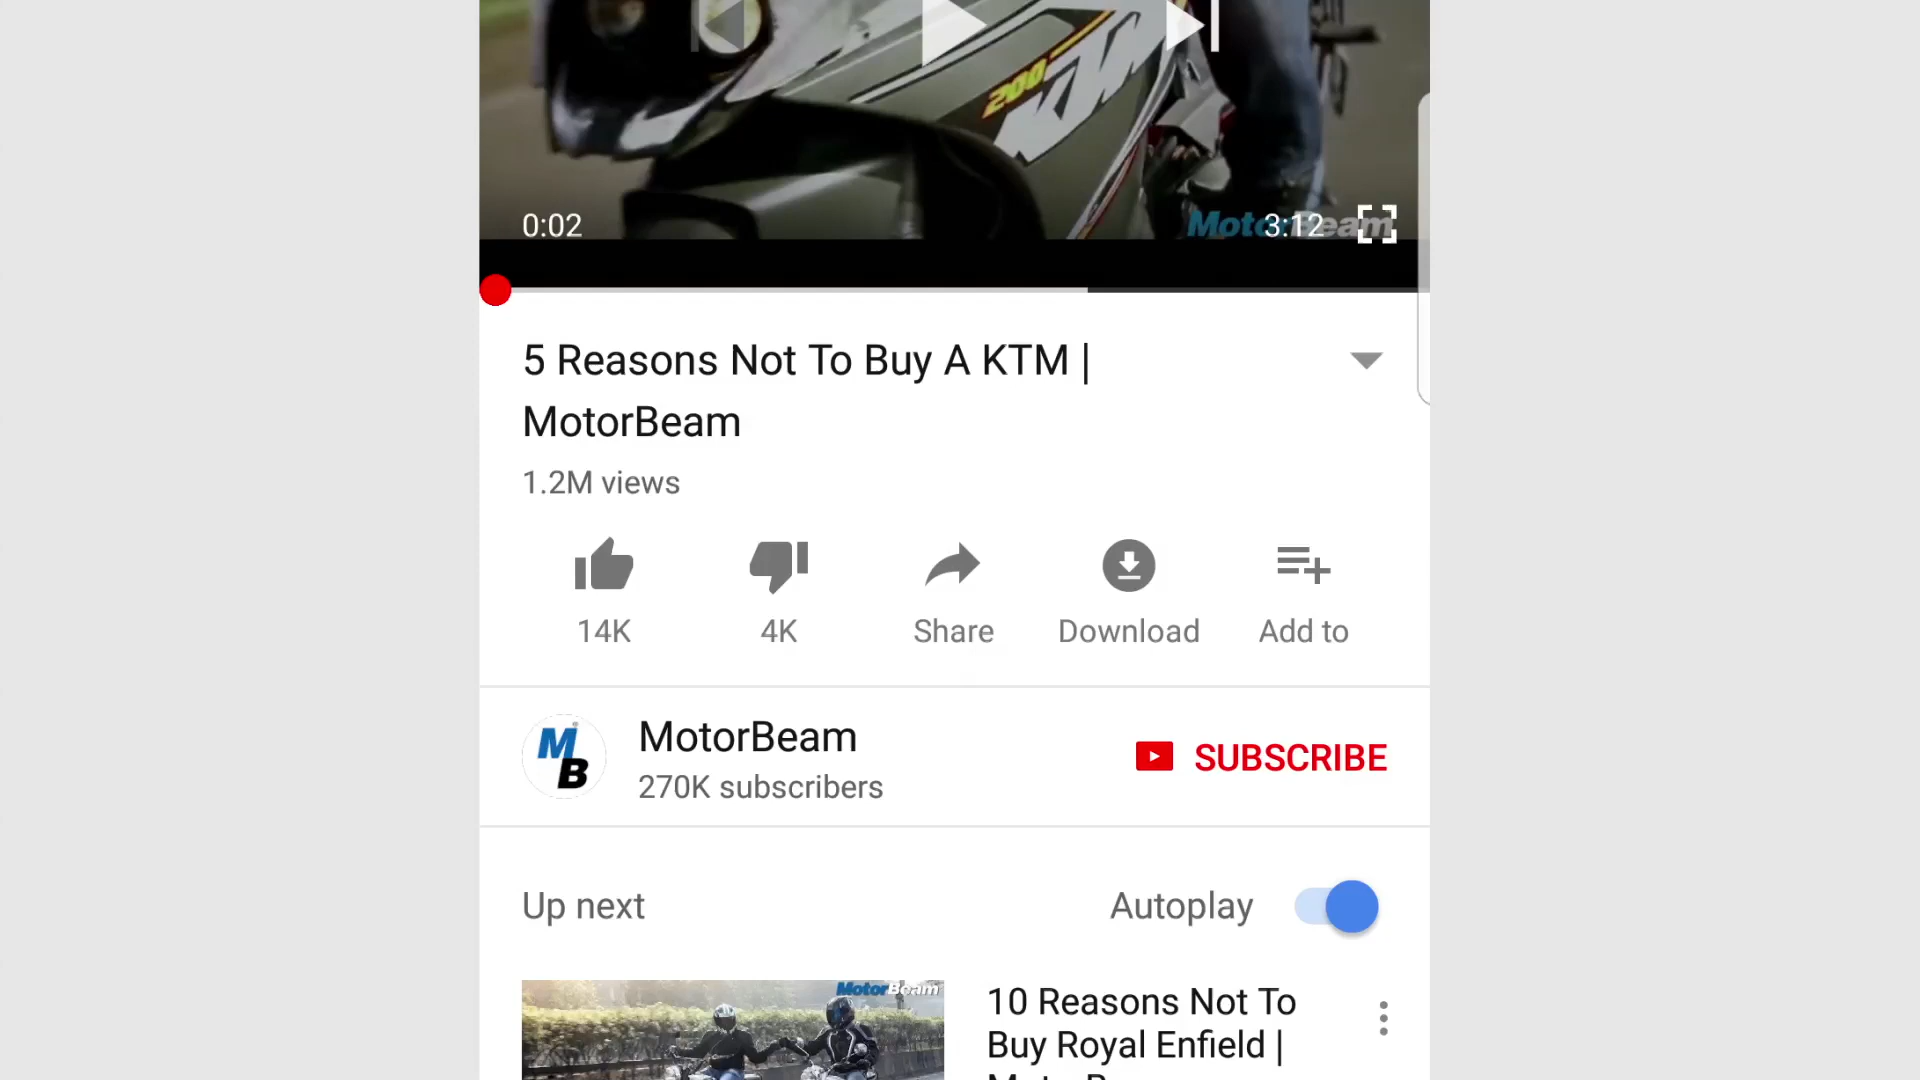 200
KTM
0:02
3:12
MotorBeam
5 Reasons Not To Buy A KTM |
MotorBeam
1.2M views
14K
4K
Share
Download
Add to
MB
MotorBeam
270K subscribers
SUBSCRIBE
Up next
Autoplay
MotorBeam
10 Reasons Not To
Buy Royal Enfield |